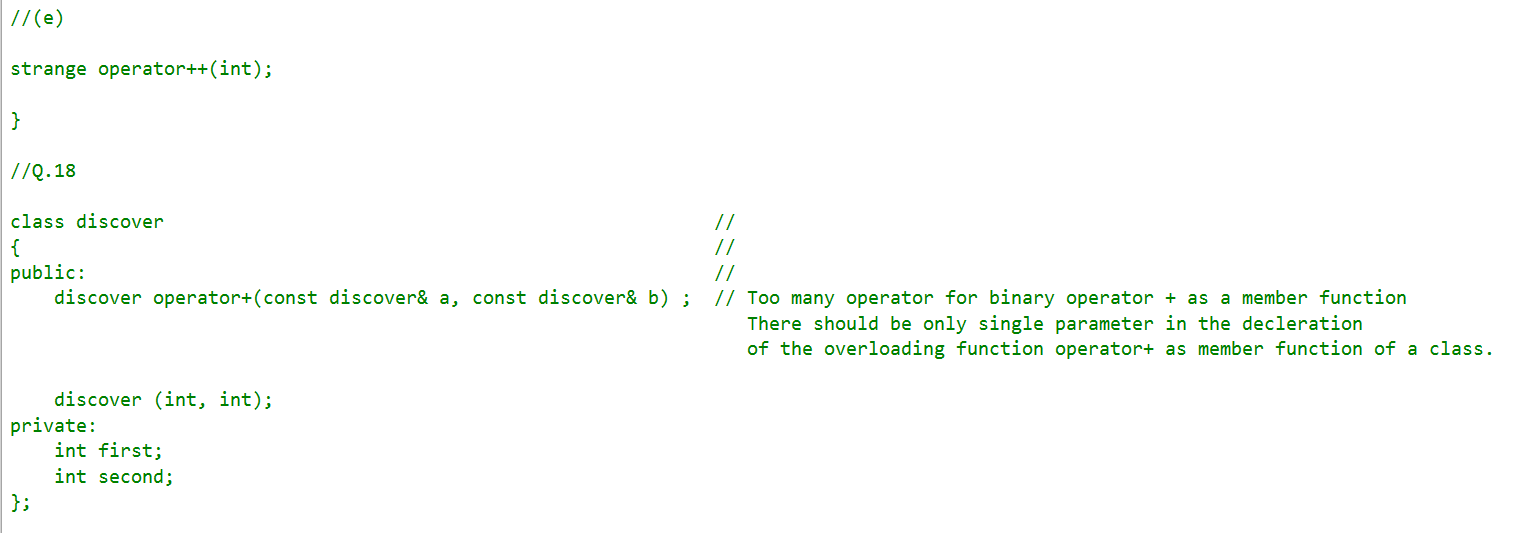 //(e)
strange operator++(int);
}
//Q.18
class discover //
{ //
public: //
discover operator+(const discover& a, const discover& b) ; // Too many operator for binary operator + as a member function
There should be only single parameter in the decleration
of the overloading function operator+ as member function of a class.
discover (int, int);
private:
int first;
int second;
};